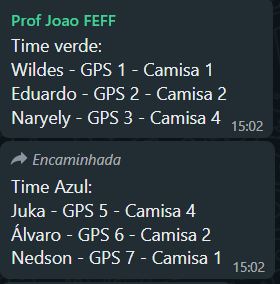 Prof Joao FEFF
Time verde:
Wildes - GPS 1 - Camisa 1
Eduardo - GPS 2 - Camisa 2
Naryely - GPS 3 - Camisa 4
15:02
Encaminhada
Time Azul:
Juka - GPS 5 - Camisa 4
Álvaro - GPS 6 - Camisa 2
Nedson - GPS 7 - Camisa 1
15:02